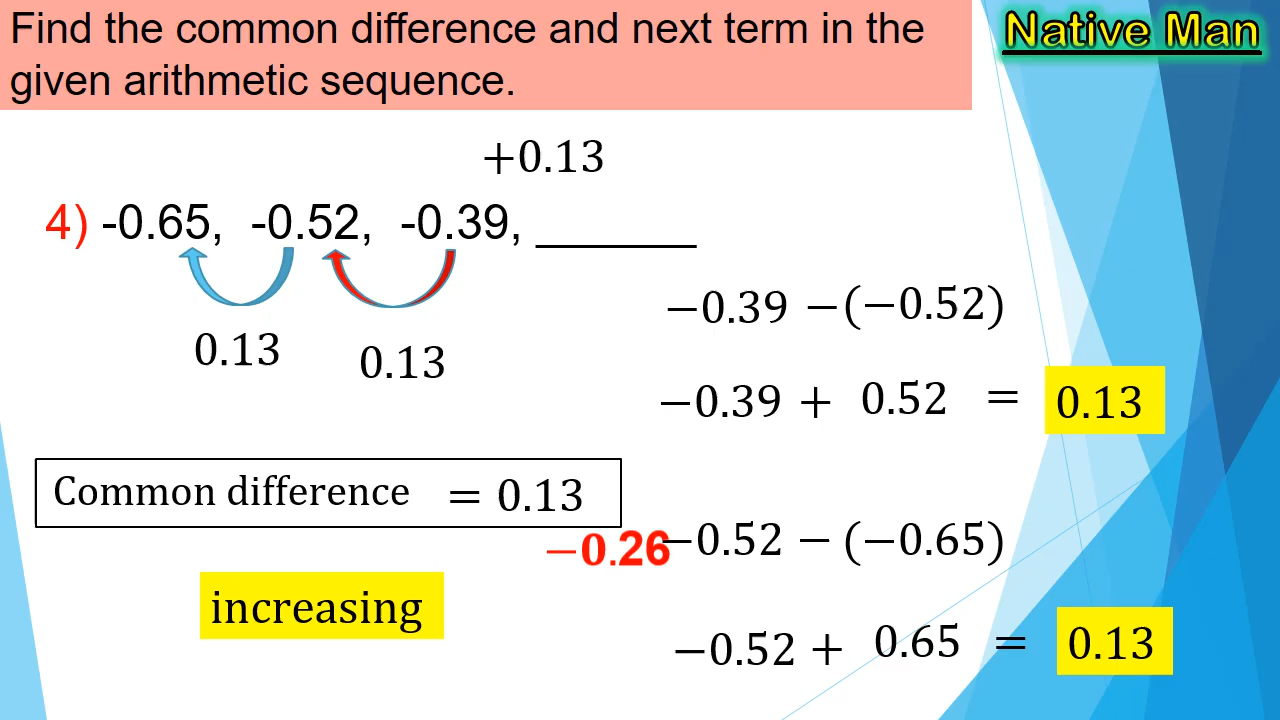 Find the common difference and next term in the
given arithmetic sequence.
Native Man
+0.13
4) -0.65, -0.52, -0.39, ______
0.13 0.13
−0.39 −(−0.52)
−0.39 + 0.52 = 0.13
Common difference = 0.13
−0.26
−0.52 − (−0.65)
increasing
−0.52 + 0.65 = 0.13